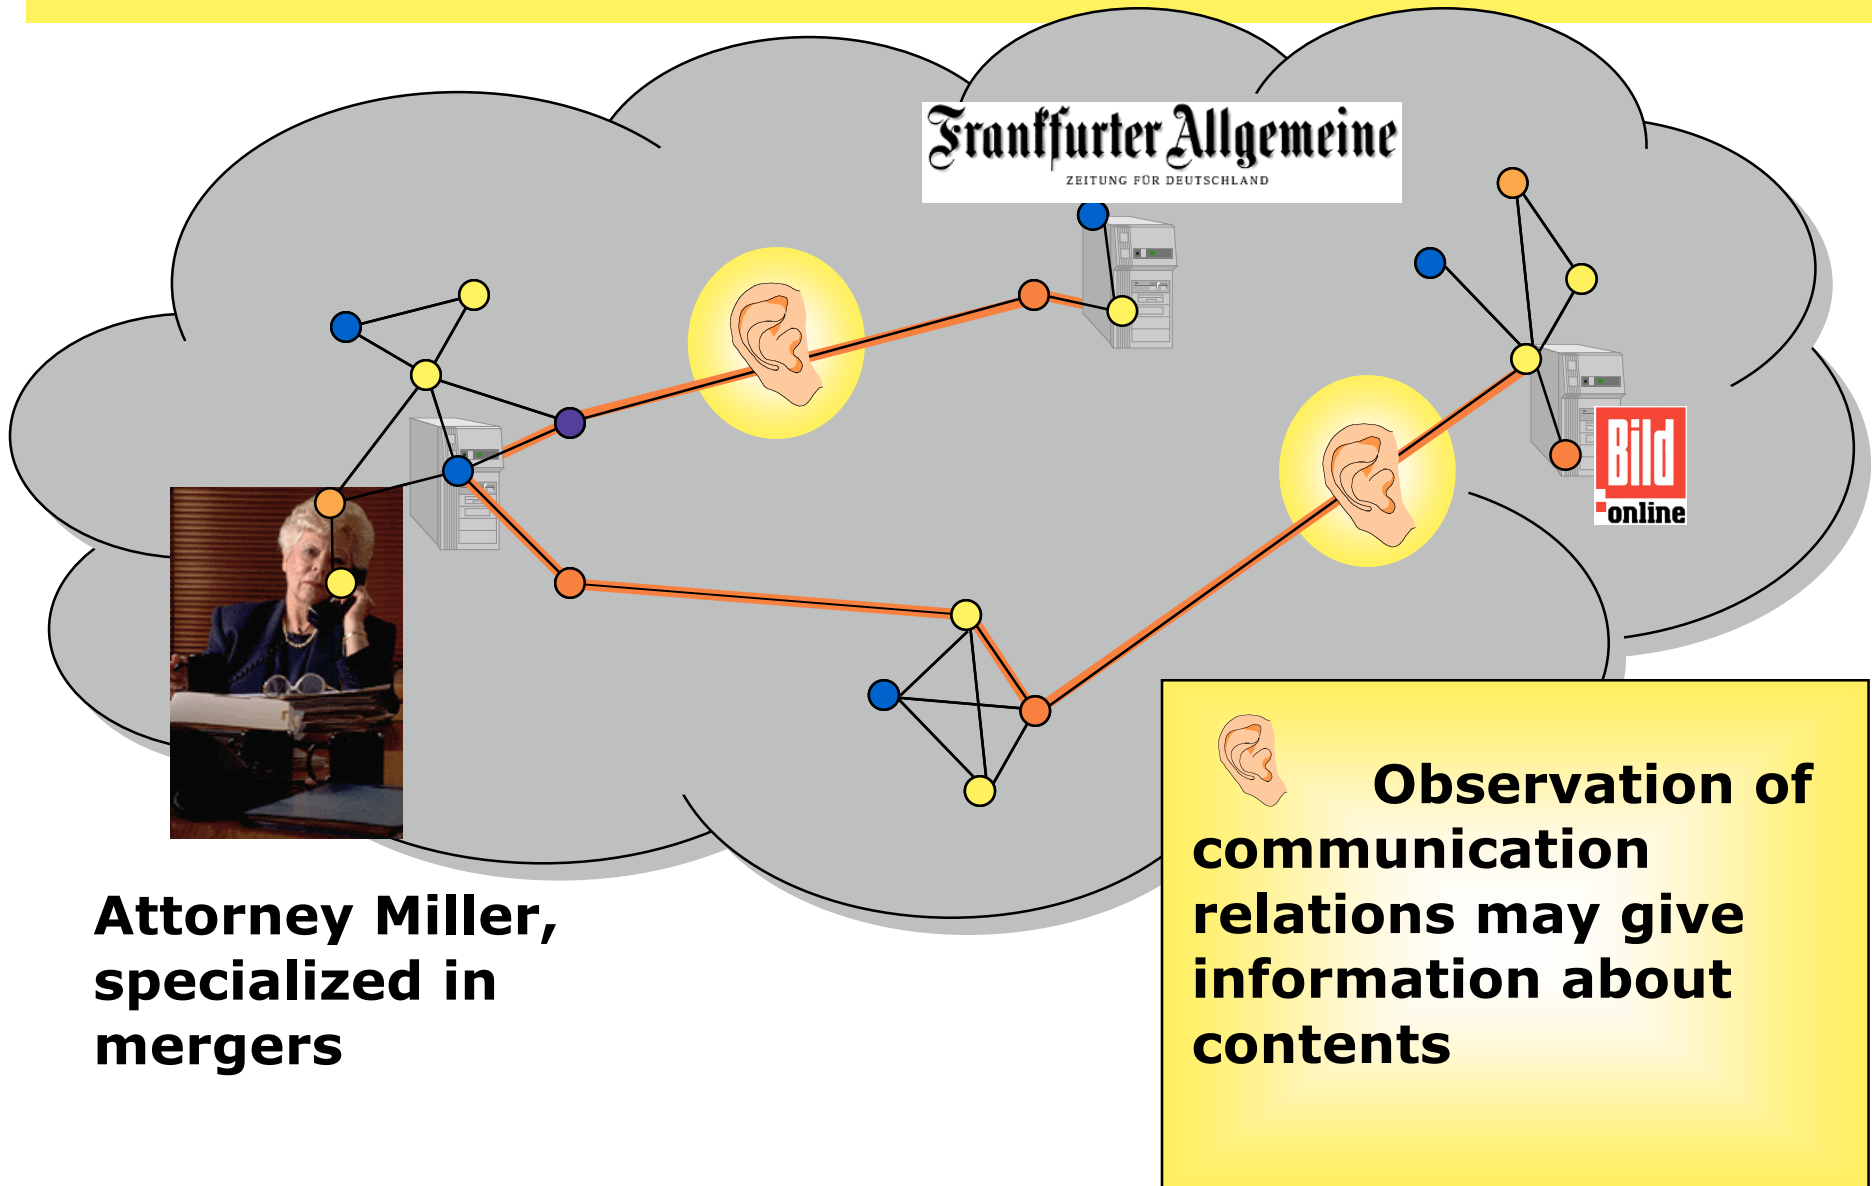 Frankfurter Allgemeine
ZEITUNG FÜR DEUTSCHLAND
Bild
online
Attorney Miller,
specialized in
mergers
Observation of
communication
relations may give
information about
contents